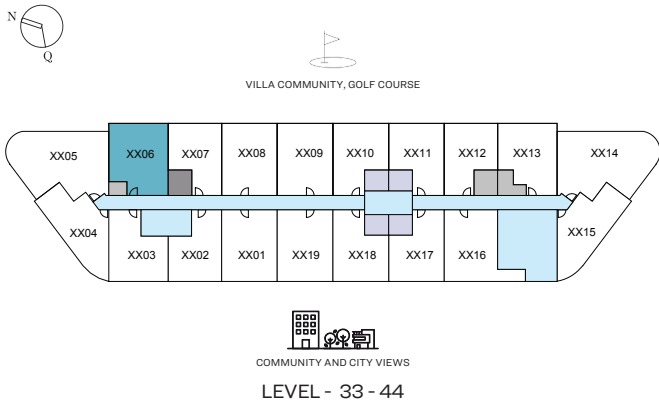 N
Q
VILLA COMMUNITY, GOLF COURSE
XX05
XX06
XX07
XX08
XX09
XX10
XX11
XX12
XX13
XX14
XX04
XX03
XX02
XX01
XX19
XX18
XX17
XX16
XX15
COMMUNITY AND CITY VIEWS
LEVEL - 33 - 44